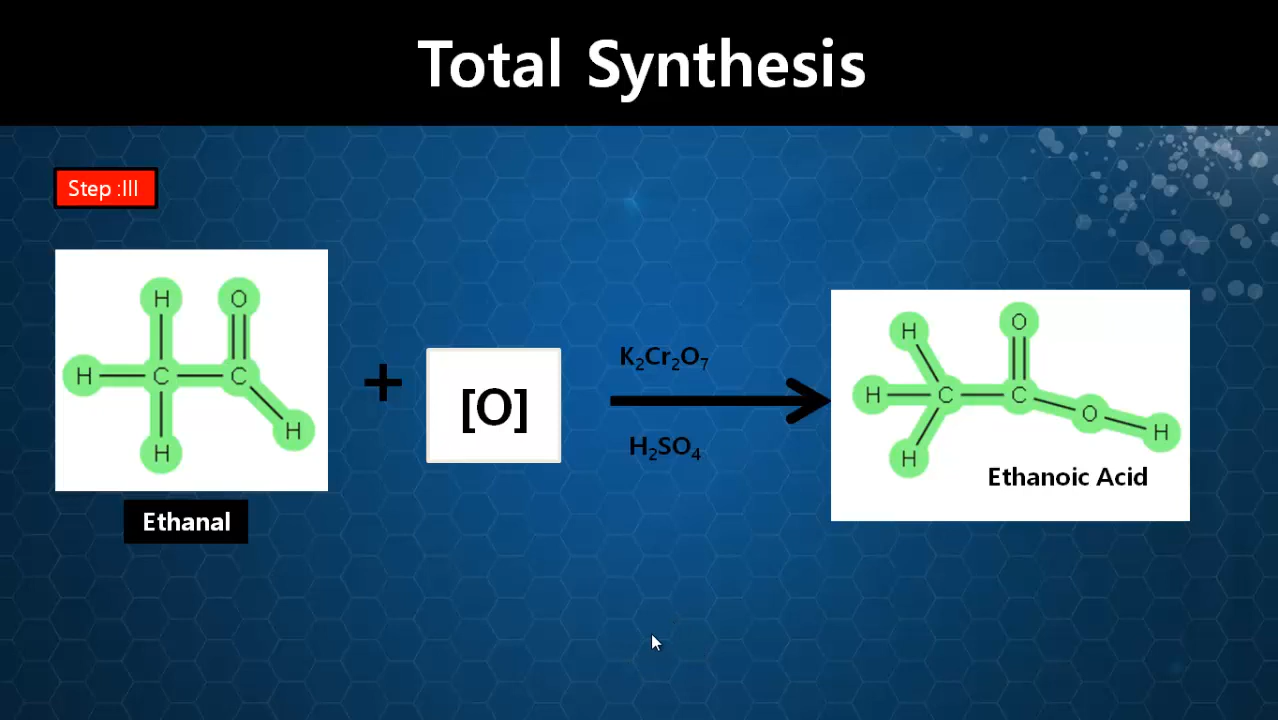 Total Synthesis
Step :III
H O
H C C
H H
Ethanal
+
[O]
K₂Cr₂O₇
H₂SO₄
H O
H C C O H
H
Ethanoic Acid